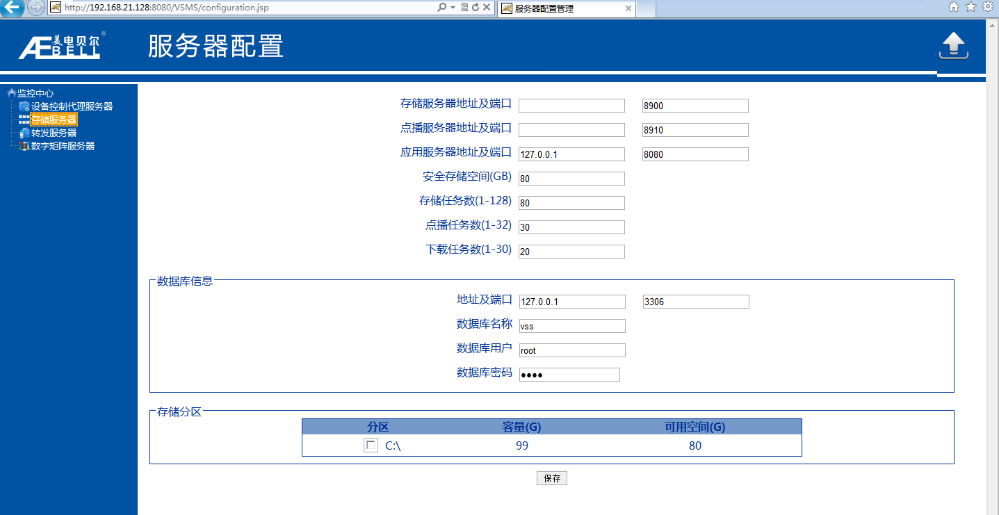 http://192.168.21.128:8080/VSMS/configuration.jsp
服务器配置管理
美电贝尔®
ÆBELL
服务器配置
监控中心
设备控制代理服务器
存储服务器
转发服务器
数字矩阵服务器
存储服务器地址及端口 8900
点播服务器地址及端口 8910
应用服务器地址及端口 127.0.0.1 8080
安全存储空间(GB) 80
存储任务数(1-128) 80
点播任务数(1-32) 30
下载任务数(1-30) 20
数据库信息
地址及端口 127.0.0.1 3306
数据库名称 vss
数据库用户 root
数据库密码 ●●●●
存储分区
分区 容量(G) 可用空间(G)
C:\ 99 80
保存